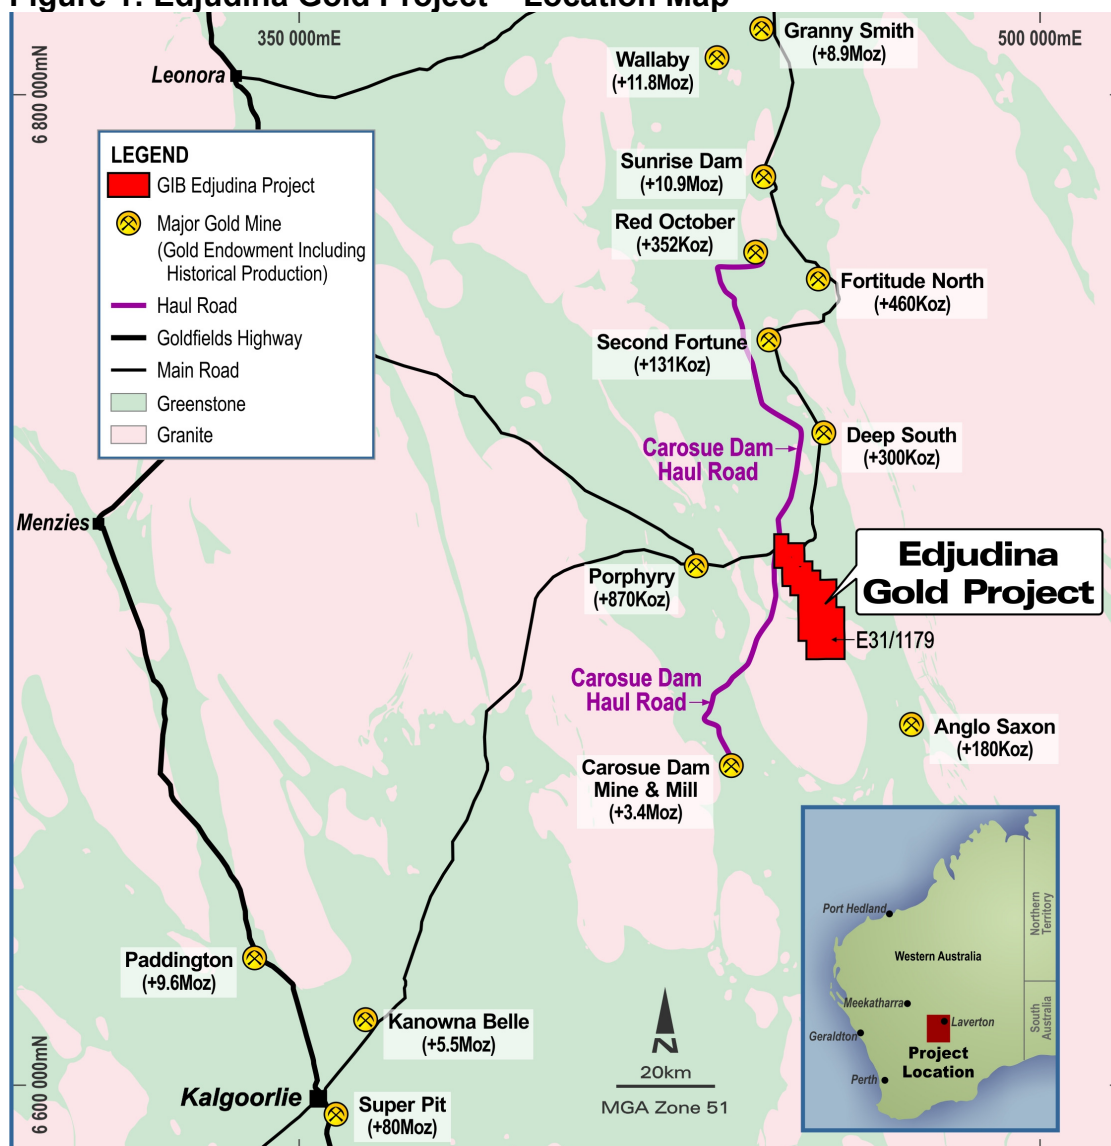 Figure 1: Edjudina Gold Project – Location Map
350 000mE
500 000mE
6 800 000mN
6 600 000mN
Leonora
Granny Smith
(+8.9Moz)
Wallaby
(+11.8Moz)
LEGEND
GIB Edjudina Project
Major Gold Mine
(Gold Endowment Including
Historical Production)
Haul Road
Goldfields Highway
Main Road
Greenstone
Granite
Sunrise Dam
(+10.9Moz)
Red October
(+352Koz)
Fortitude North
(+460Koz)
Second Fortune
(+131Koz)
Carosue Dam
Haul Road
Deep South
(+300Koz)
Menzies
Edjudina
Gold Project
Porphyry
(+870Koz)
E31/1179
Carosue Dam
Haul Road
Anglo Saxon
(+180Koz)
Carosue Dam
Mine & Mill
(+3.4Moz)
Paddington
(+9.6Moz)
Kanowna Belle
(+5.5Moz)
Kalgoorlie
Super Pit
(+80Moz)
N
20km
MGA Zone 51
Port Hedland
Northern
Territory
Western Australia
Meekatharra
Laverton
South
Australia
Geraldton
Project
Location
Perth